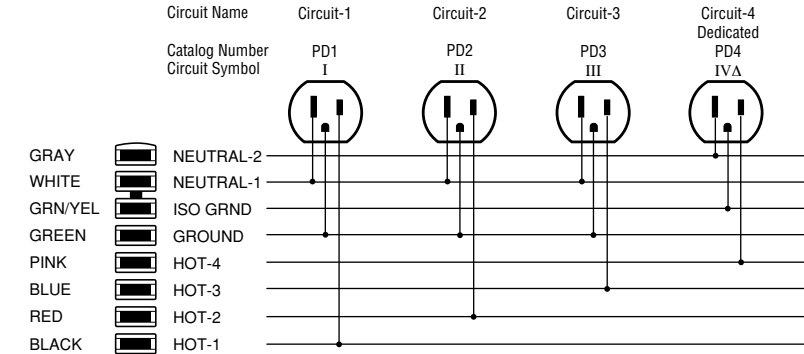 Circuit Name Circuit-1 Circuit-2 Circuit-3 Circuit-4
Dedicated
Catalog Number PD1 PD2 PD3 PD4
Circuit Symbol I II III IVΔ
GRAY NEUTRAL-2
WHITE NEUTRAL-1
GRN/YEL ISO GRND
GREEN GROUND
PINK HOT-4
BLUE HOT-3
RED HOT-2
BLACK HOT-1